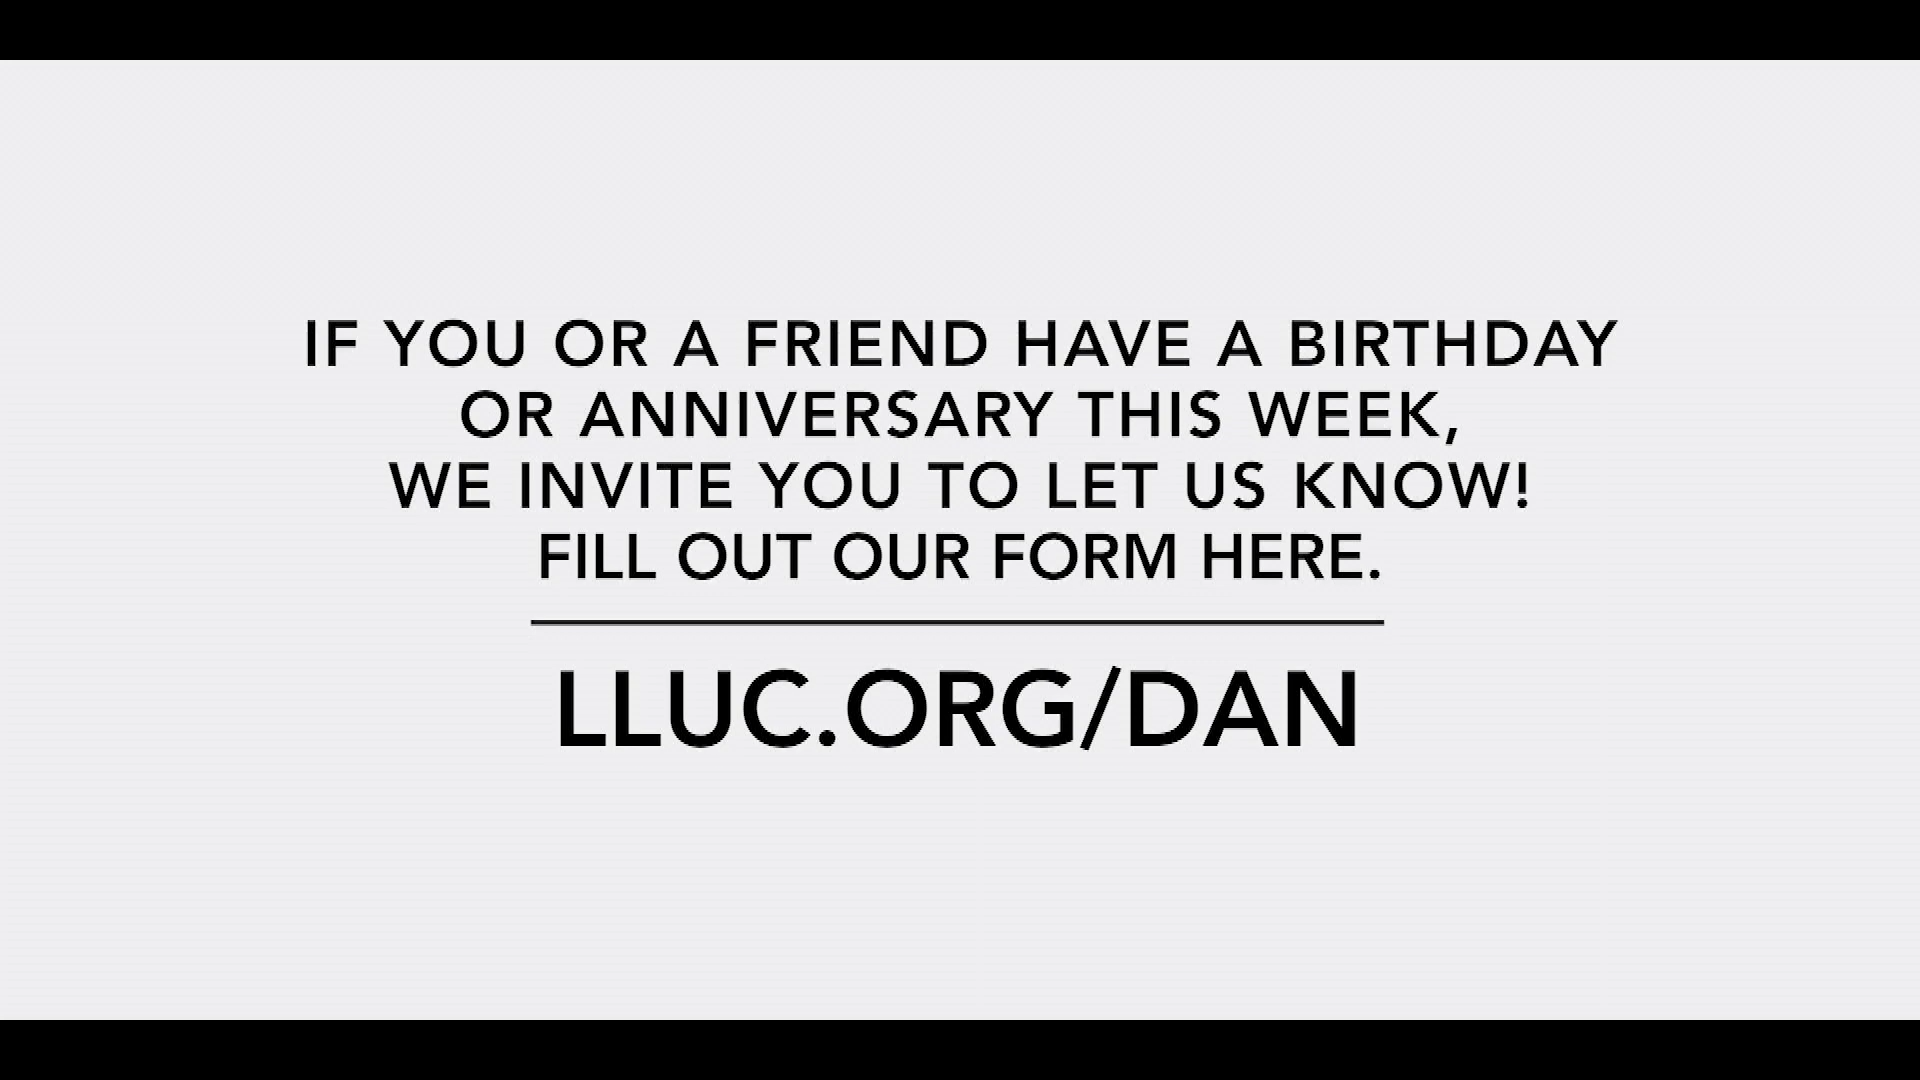 IF YOU OR A FRIEND HAVE A BIRTHDAY
OR ANNIVERSARY THIS WEEK,
WE INVITE YOU TO LET US KNOW!
FILL OUT OUR FORM HERE.
LLUC.ORG/DAN